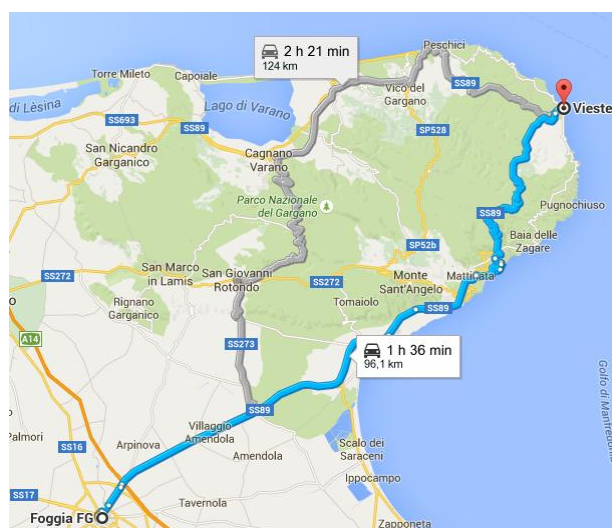 2 h 21 min
124 km
Peschici
Torre Mileto
Capoiale
di Lèsina
Lago di Varano
SS89
Vico del
Gargano
Vieste
SS693
SS89
SP528
San Nicandro
Garganico
Cagnano
Varano
Parco Nazionale
del Gargano
Pugnochiuso
SS89
Baia delle
Zagare
SP52b
SS272
San Marco
in Lamis
San Giovanni
Rotondo
SS272
Monte
Sant'Angelo
Mattinata
Rignano
Garganico
Tomaiolo
SS89
A14
SS273
1 h 36 min
96,1 km
SS89
Golfo di Manfredonia
Villaggio
Amendola
Palmori
SS16
Arpinova
Amendola
Scalo dei
Saraceni
Ippocampo
SS17
Tavernola
Foggia FG
Zapponeta